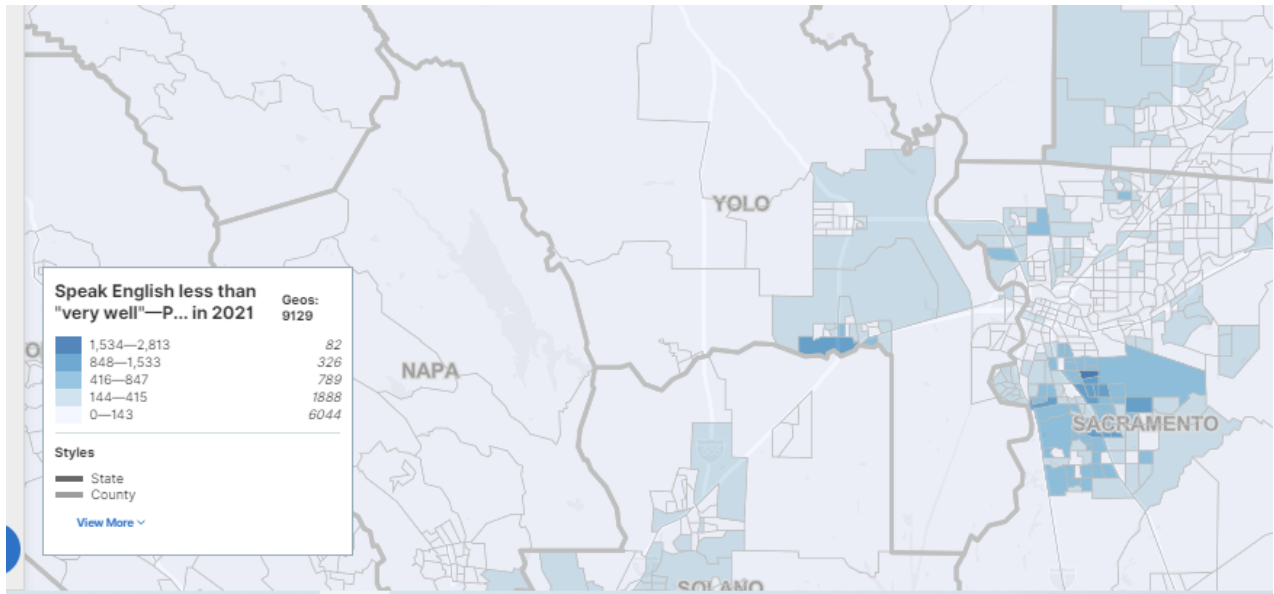 YOLO
Speak English less than
"very well"—P... in 2021
Geos:
9129
1,534—2,813 82
848—1,533 326
416—847 789
144—415 1888
0—143 6044
O
NAPA
SACRAMENTO
Styles
State
County
View More
SOLANO